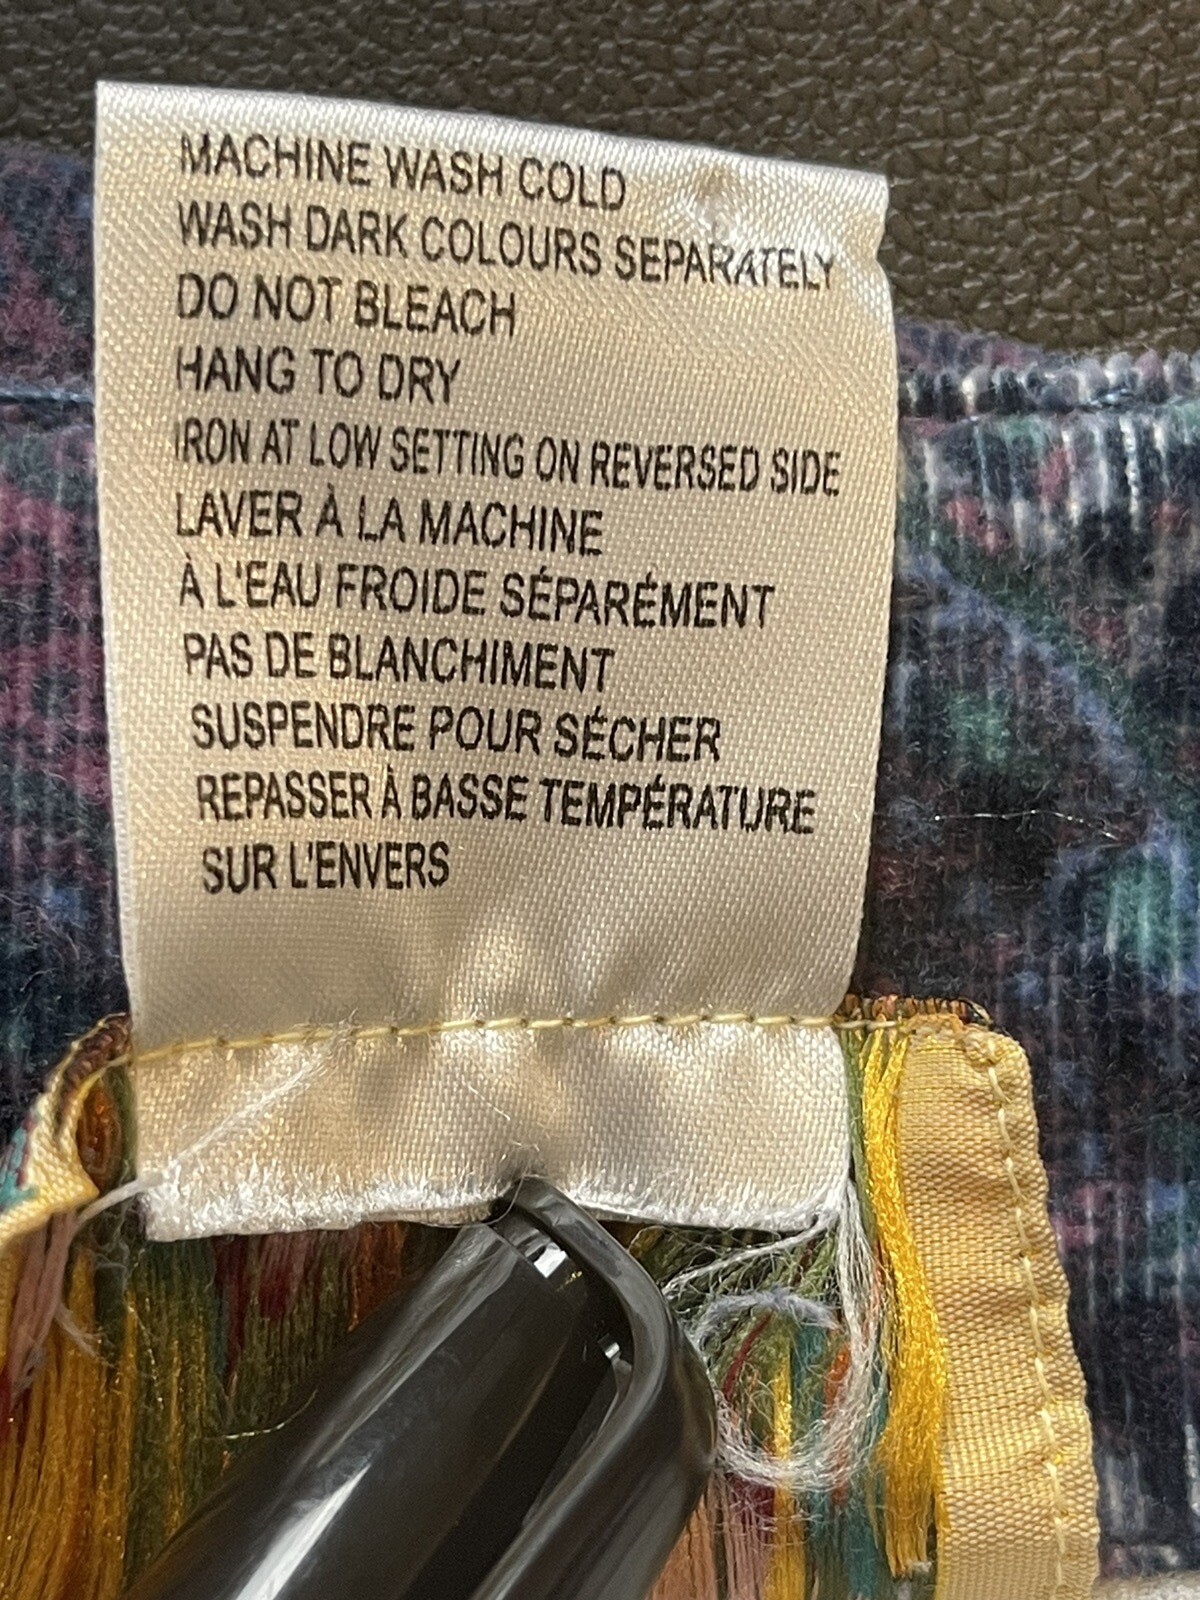 MACHINE WASH COLD
WASH DARK COLOURS SEPARATELY
DO NOT BLEACH
HANG TO DRY
IRON AT LOW SETTING ON REVERSED SIDE
LAVER À LA MACHINE
À L'EAU FROIDE SÉPARÉMENT
PAS DE BLANCHIMENT
SUSPENDRE POUR SÉCHER
REPASSER À BASSE TEMPÉRATURE
SUR L'ENVERS